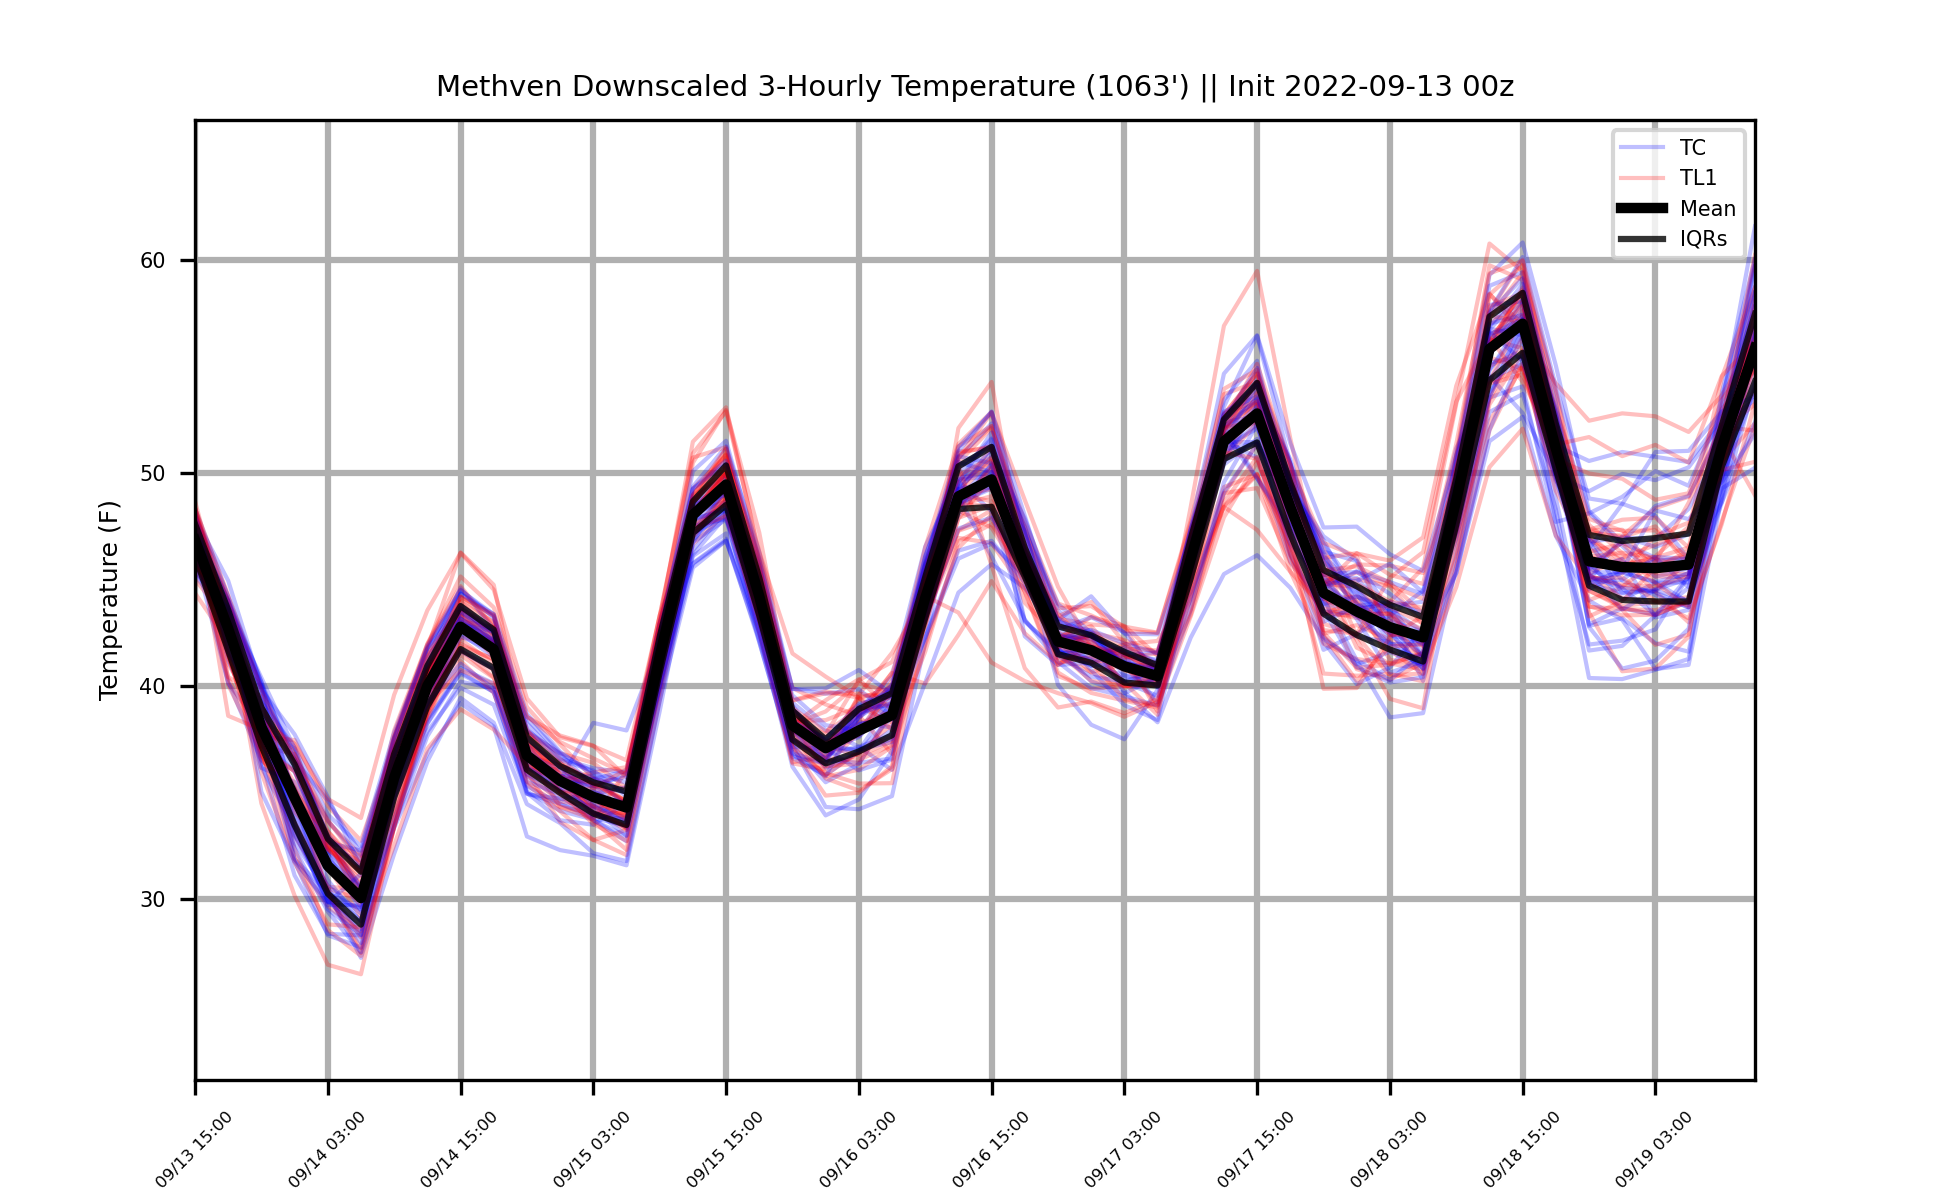 Methven Downscaled 3-Hourly Temperature (1063') || Init 2022-09-13 00z
TC
TL1
Mean
IQRs
Temperature (F)
60
50
40
30
09/13 15:00
09/14 03:00
09/14 15:00
09/15 03:00
09/15 15:00
09/16 03:00
09/16 15:00
09/17 03:00
09/17 15:00
09/18 03:00
09/18 15:00
09/19 03:00